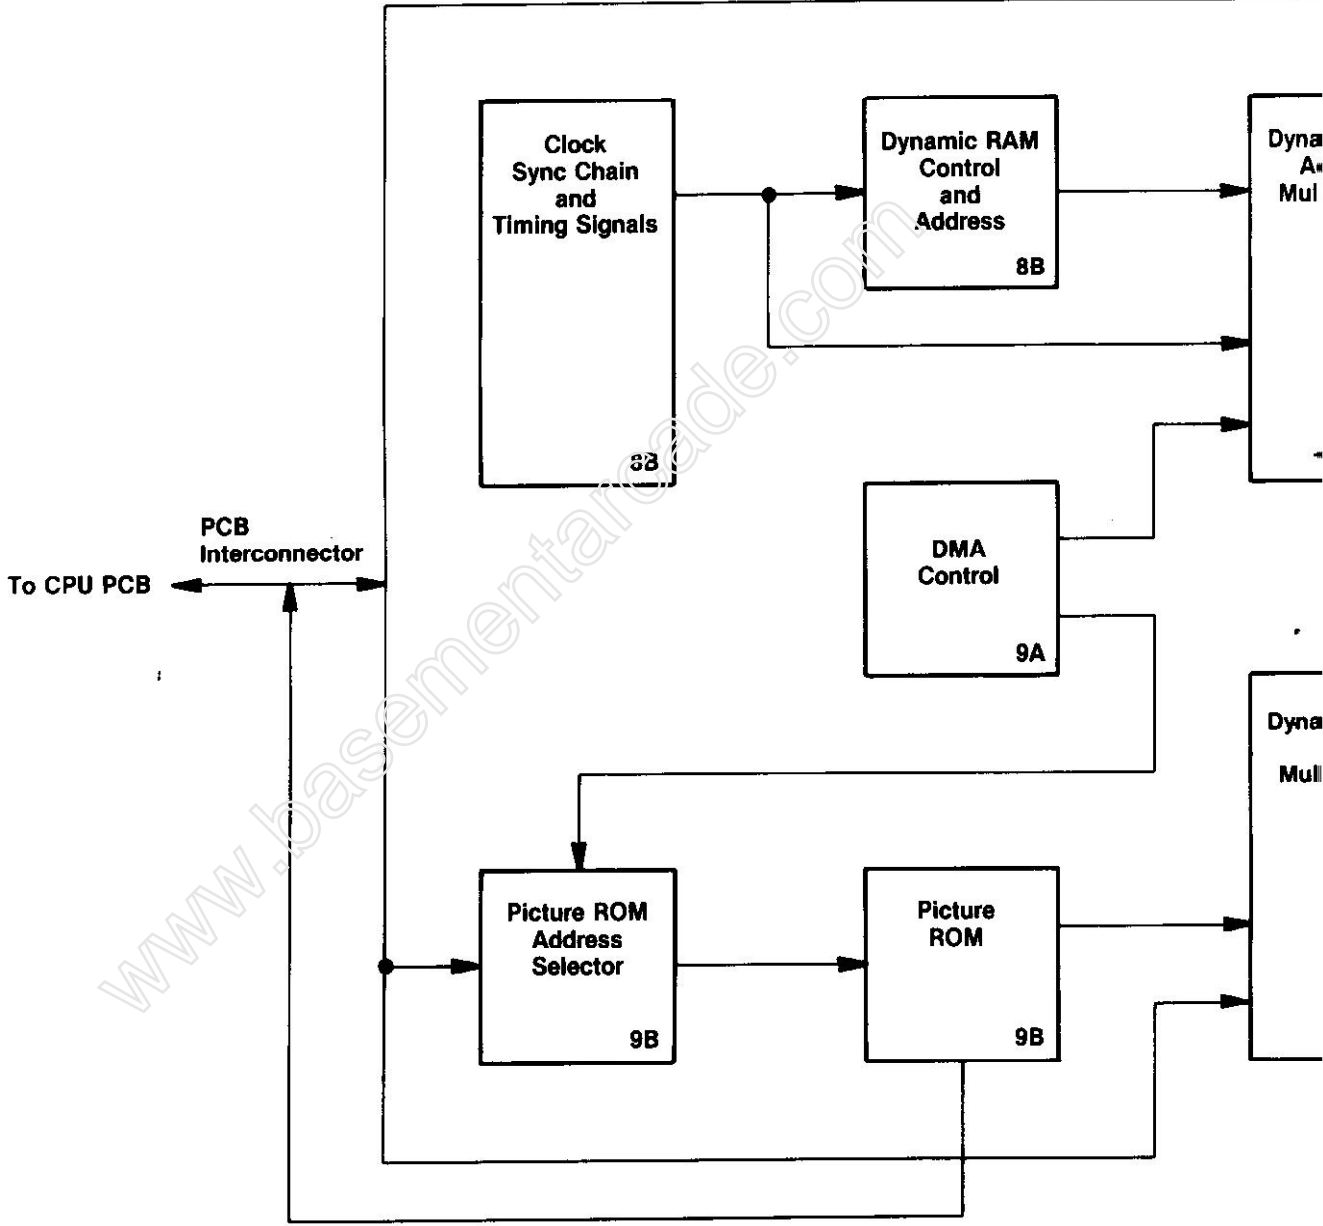 Clock
Sync Chain
and
Timing Signals
8B
Dynamic RAM
Control
and
Address
8B
PCB
Interconnector
To CPU PCB
DMA
Control
9A
Picture ROM
Address
Selector
9B
Picture
ROM
9B
www.basementarcade.com